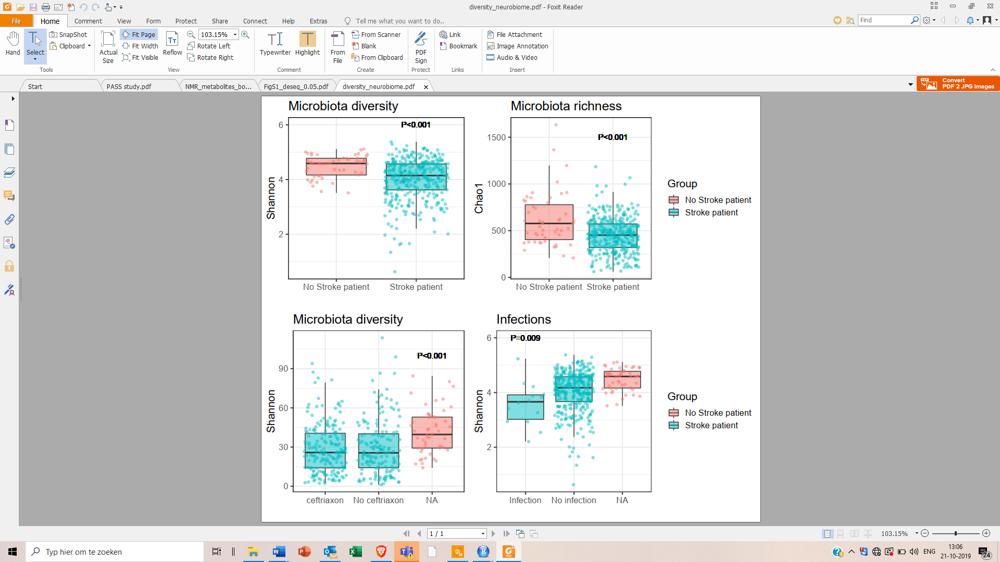 diversity_neurobiome.pdf - Foxit Reader
File Home Comment View Form Protect Share Connect Help Extras Tell me what you want to do.. Find
Hand
Select
SnapShot
Clipboard
Tools
Actual Size
Fit Page
Fit Width
Fit Visible
Reflow
103.15%
Rotate Left
Rotate Right
View
Typewriter
Highlight
Comment
From File
From Scanner
Blank
From Clipboard
Create
PDF Sign
Protect
Link
Bookmark
Links
File Attachment
Image Annotation
Audio & Video
Insert
Start PASS study.pdf NMR_metabolites_bo... FigS1_deseq_0.05.pdf diversity_neurobiome.pdf
PDF
Convert
PDF 2 JPG Images
Microbiota diversity
P<0.001
6
4
2
Shannon
No Stroke patient Stroke patient
Microbiota richness
P<0.001
1500
1000
500
0
Chao1
No Stroke patient Stroke patient
Group
No Stroke patient
Stroke patient
Microbiota diversity
P<0.001
90
60
30
0
Shannon
ceftriaxon No ceftriaxon NA
Infections
P=0.009
6
4
2
Shannon
Infection No infection NA
Group
No Stroke patient
Stroke patient
1 / 1
103.15%
Typ hier om te zoeken
ENG
13:06
21-10-2019
24